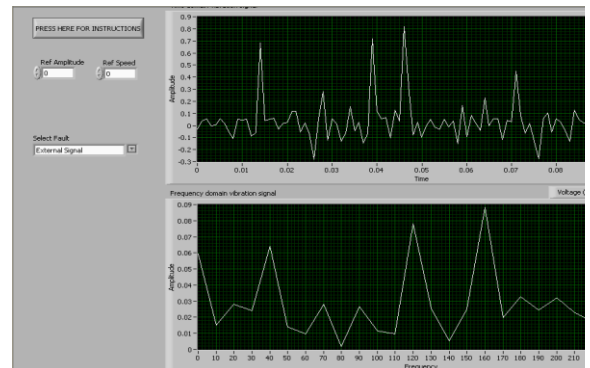 Time domain vibration signal
PRESS HERE FOR INSTRUCTIONS
Ref Amplitude Ref Speed
0 0
Select Fault
External Signal
Amplitude
0.9
0.8
0.7
0.6
0.5
0.4
0.3
0.2
0.1
0
-0.1
-0.2
-0.3
0 0.01 0.02 0.03 0.04 0.05 0.06 0.07 0.08
Time
Frequency domain vibration signal
Voltage (
Amplitude
0.09
0.08
0.07
0.06
0.05
0.04
0.03
0.02
0.01
0
0 10 20 30 40 50 60 70 80 90 100 110 120 130 140 150 160 170 180 190 200 210
Frequency